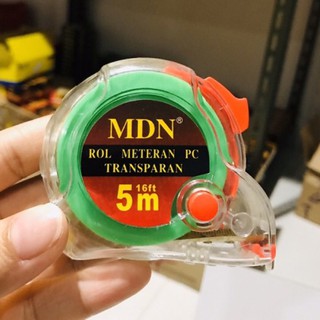 MDN®
ROL METERAN PC
TRANSPARAN
16ft
5m